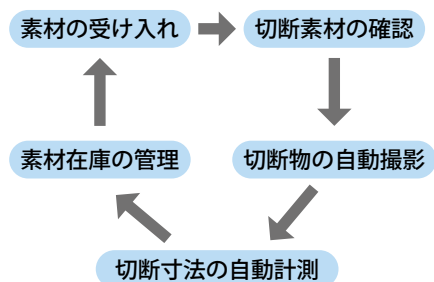 素材の受け入れ
切断素材の確認
素材在庫の管理
切断物の自動撮影
切断寸法の自動計測